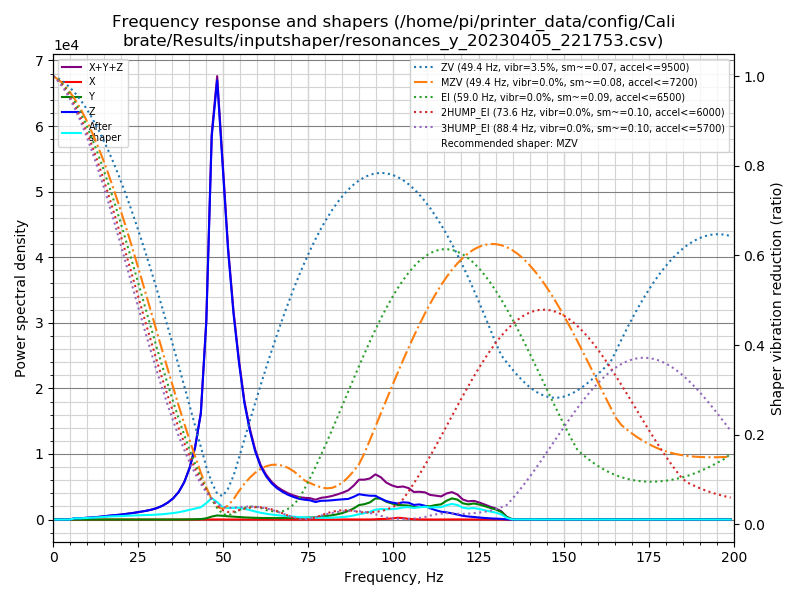 Frequency response and shapers (/home/pi/printer_data/config/Cali
brate/Results/inputshaper/resonances_y_20230405_221753.csv)
1e4
7
6
5
4
3
2
1
0
Power spectral density
X+Y+Z
X
Y
Z
After
shaper
ZV (49.4 Hz, vibr=3.5%, sm~=0.07, accel<=9500)
MZV (49.4 Hz, vibr=0.0%, sm~=0.08, accel<=7200)
EI (59.0 Hz, vibr=0.0%, sm~=0.09, accel<=6500)
2HUMP_EI (73.6 Hz, vibr=0.0%, sm~=0.10, accel<=6000)
3HUMP_EI (88.4 Hz, vibr=0.0%, sm~=0.10, accel<=5700)
Recommended shaper: MZV
1.0
0.8
0.6
0.4
0.2
0.0
Shaper vibration reduction (ratio)
0 25 50 75 100 125 150 175 200
Frequency, Hz